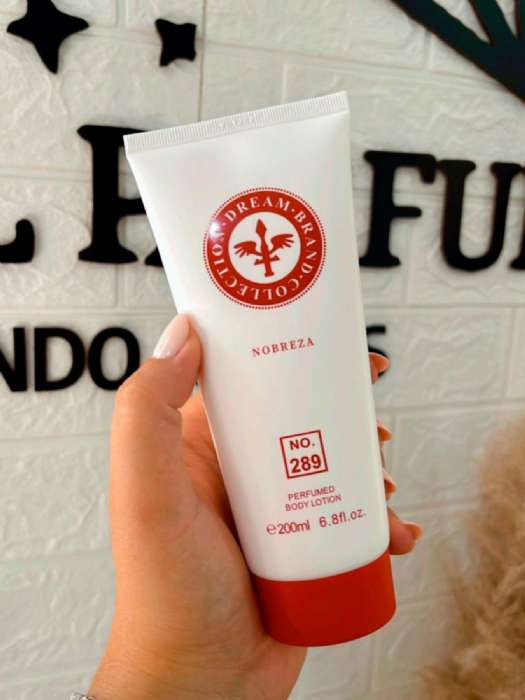 DREAM·BRAND·COLLECTION·
NOBREZA
NO.
289
PERFUMED
BODY LOTION
℮200ml 6.8fl.oz.